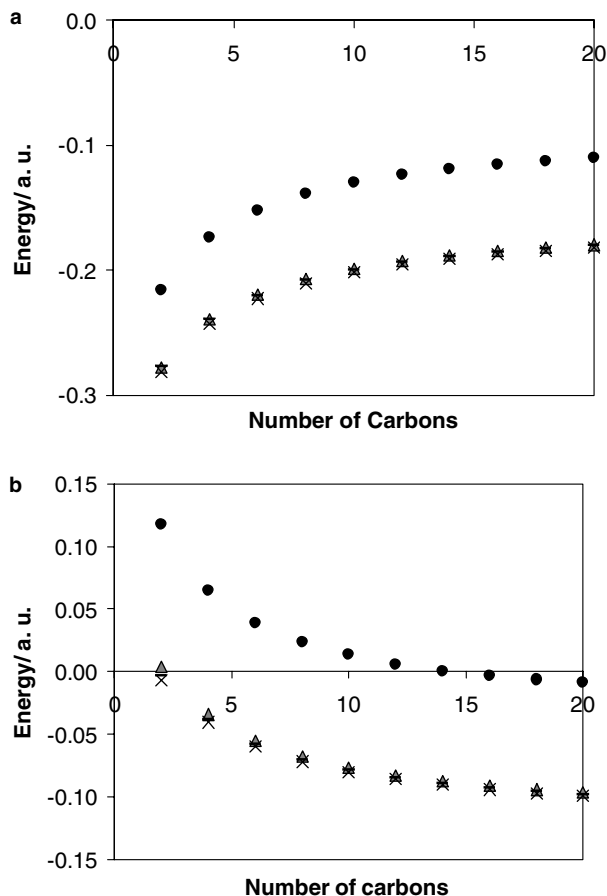 a
0.0
0 5 10 15 20
-0.1
-0.2
-0.3
Energy/ a. u.
Number of Carbons
b
0.15
0.10
0.05
0.00
0 5 10 15 20
-0.05
-0.10
-0.15
Energy/ a. u.
Number of carbons